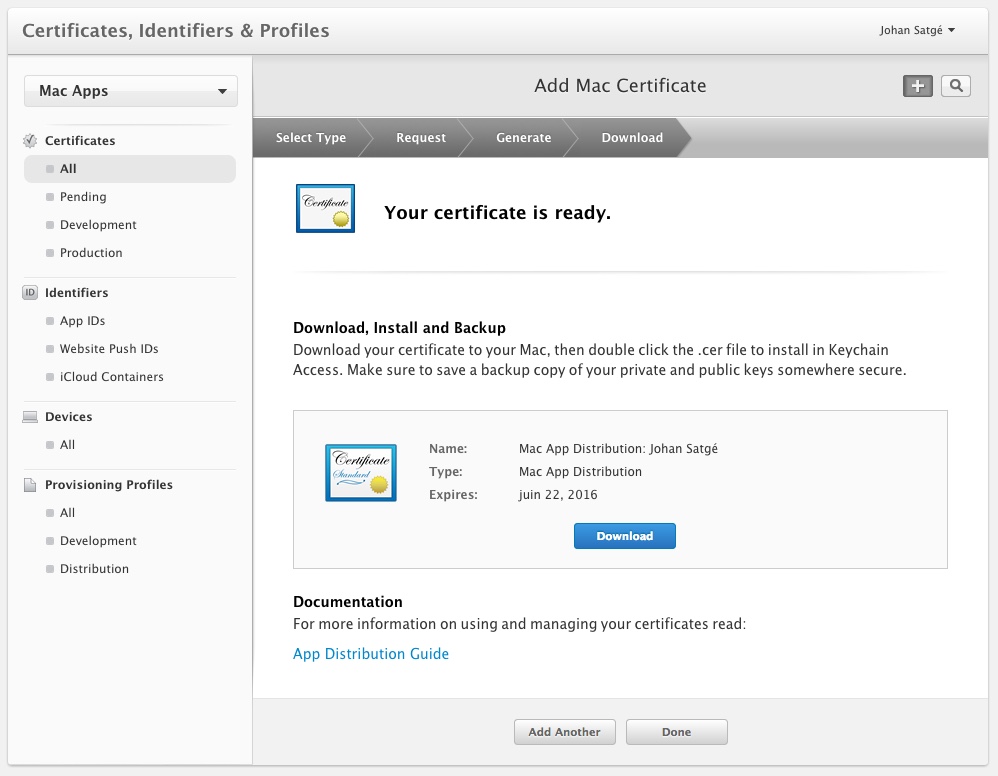 Certificates, Identifiers & Profiles
Johan Satgé
Mac Apps
Certificates
All
Pending
Development
Production
ID
Identifiers
App IDs
Website Push IDs
iCloud Containers
Devices
All
Provisioning Profiles
All
Development
Distribution
Add Mac Certificate
Select Type
Request
Generate
Download
Certificate
Your certificate is ready.
Download, Install and Backup
Download your certificate to your Mac, then double click the .cer file to install in Keychain
Access. Make sure to save a backup copy of your private and public keys somewhere secure.
Certificate
Standard
Name: Mac App Distribution: Johan Satgé
Type: Mac App Distribution
Expires: juin 22, 2016
Download
Documentation
For more information on using and managing your certificates read:
App Distribution Guide
Add Another
Done